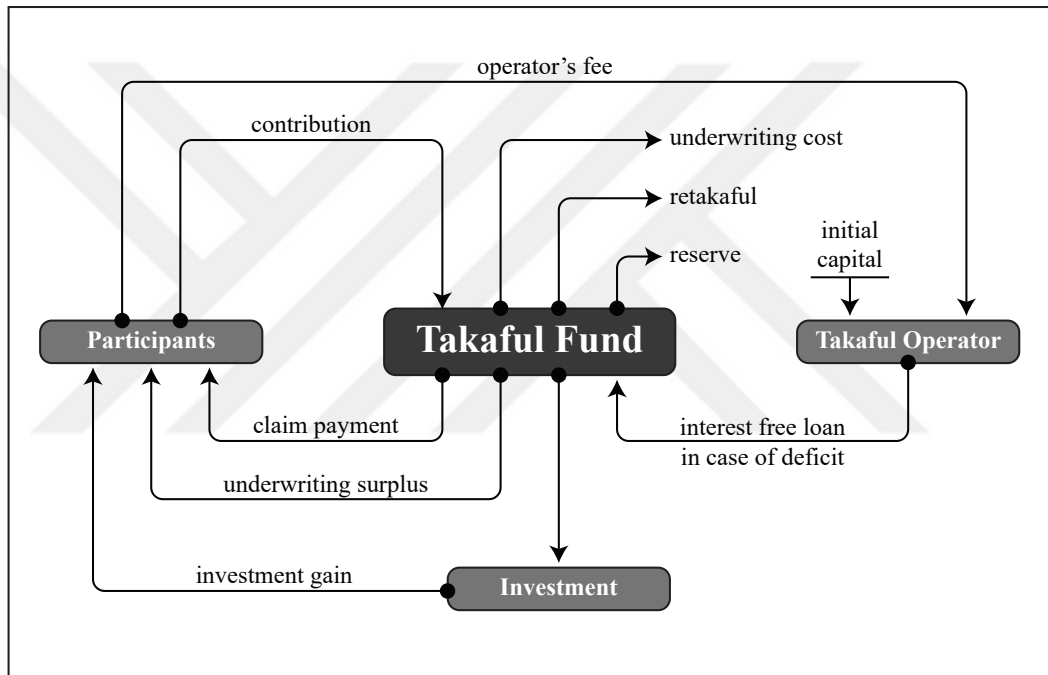 operator’s fee
contribution
underwriting cost
retakaful
reserve
initial
capital
Participants
Takaful Fund
Takaful Operator
claim payment
interest free loan
in case of deficit
underwriting surplus
investment gain
Investment